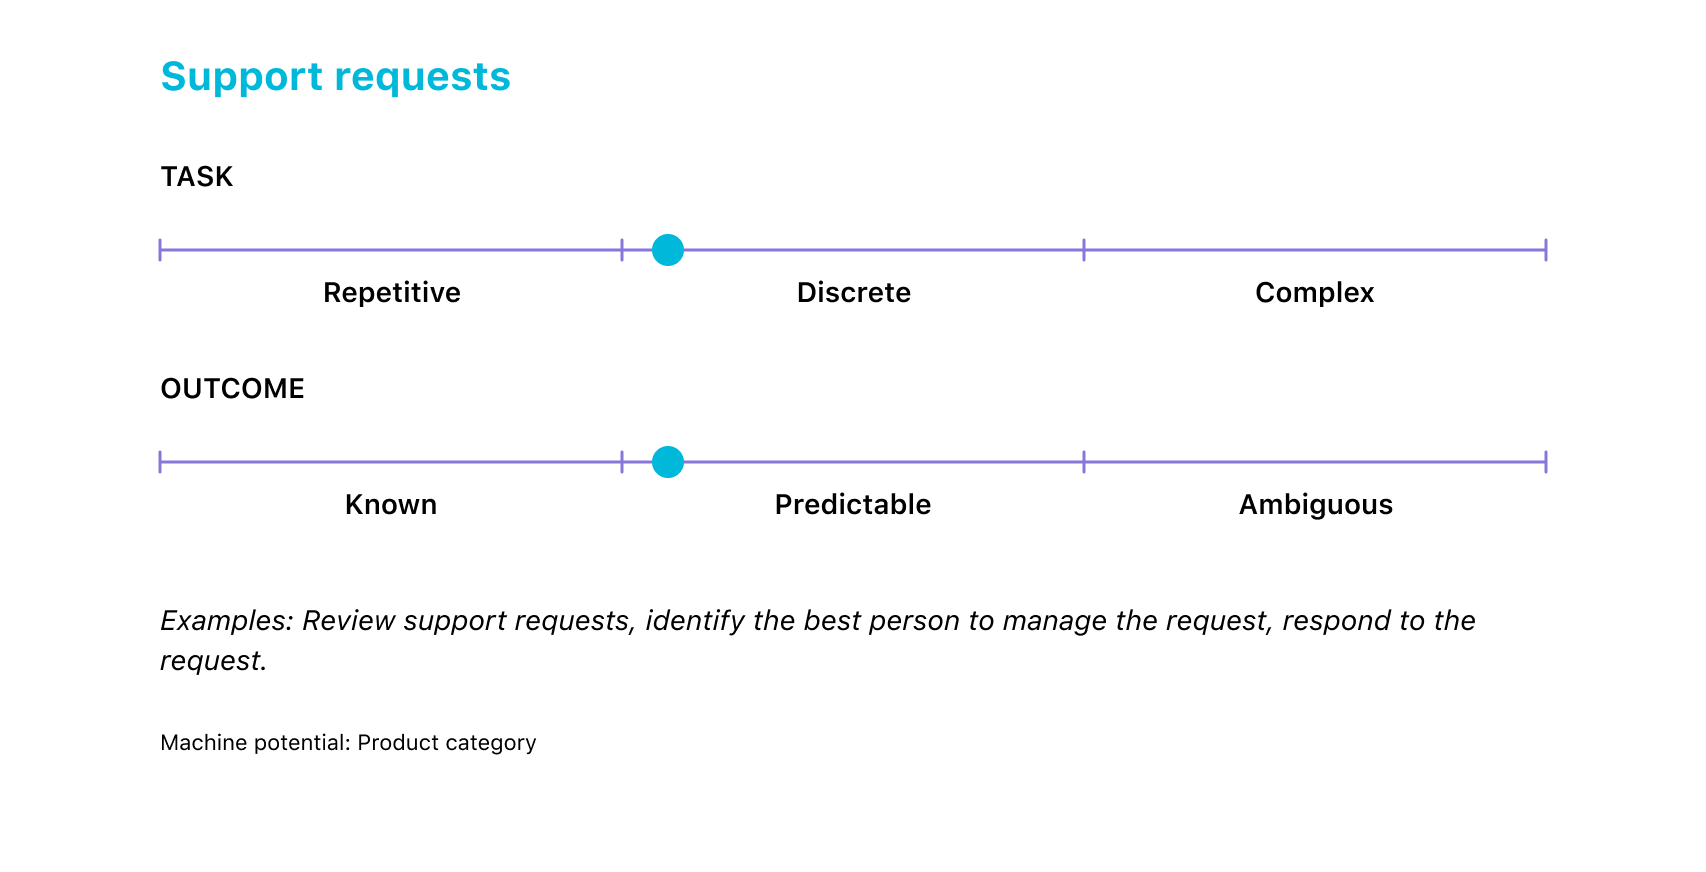 Support requests
TASK
Repetitive Discrete Complex
OUTCOME
Known Predictable Ambiguous
Examples: Review support requests, identify the best person to manage the request, respond to the
request.
Machine potential: Product category